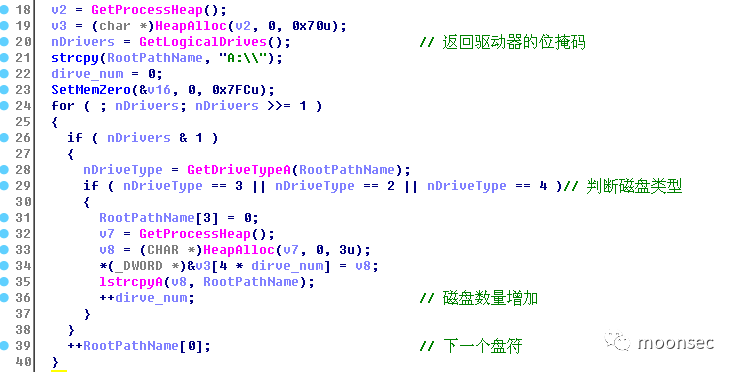 18 v2 = GetProcessHeap();
19 v3 = (char *)HeapAlloc(v2, 0, 0x70u);
20 nDrivers = GetLogicalDrives(); // 返回驱动器的位掩码
21 strcpy(RootPathName, "A:\\");
22 dirve_num = 0;
23 SetMemZero(&v16, 0, 0x7FCu);
24 for ( ; nDrivers; nDrivers >>= 1 )
25 {
26 if ( nDrivers & 1 )
27 {
28 nDriveType = GetDriveTypeA(RootPathName);
29 if ( nDriveType == 3 || nDriveType == 2 || nDriveType == 4 )// 判断磁盘类型
30 {
31 RootPathName[3] = 0;
32 v7 = GetProcessHeap();
33 v8 = (CHAR *)HeapAlloc(v7, 0, 3u);
34 *(_DWORD *)&v3[4 * dirve_num] = v8;
35 lstrcpyA(v8, RootPathName);
36 ++dirve_num; // 磁盘数量增加
37 }
38 }
39 ++RootPathName[0]; // 下一个盘符
40 }
moonsec